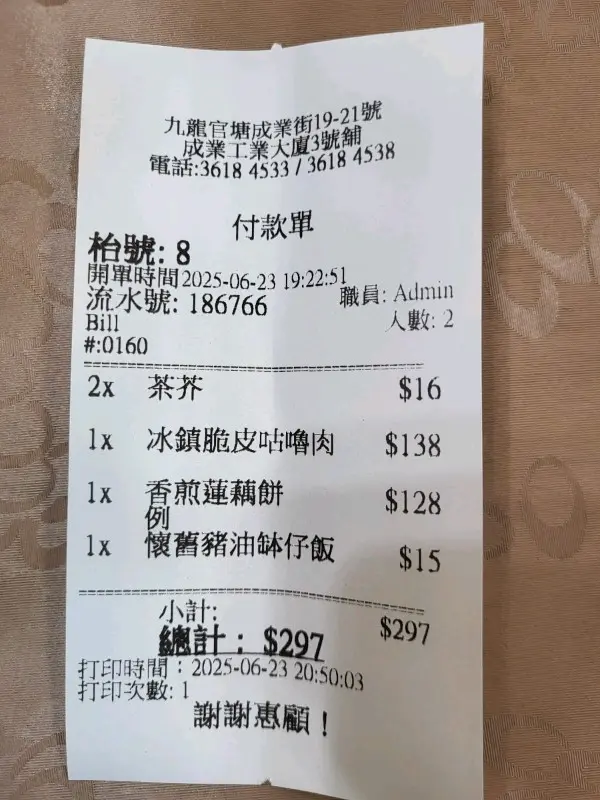 九龍官塘成業街19-21號
成業工業大廈3號舖
電話:3618 4533 / 3618 4538
付款單
枱號: 8
開單時間2025-06-23 19:22:51
流水號: 186766 職員: Admin
Bill 人數: 2
#:0160
2x 茶芥 $16
1x 冰鎮脆皮咕嚕肉 $138
1x 香煎蓮藕餅 $128
例
1x 懷舊豬油缽仔飯 $15
小計: $297
總計： $297
打印時間：2025-06-23 20:50:03
打印次數: 1
謝謝惠顧！